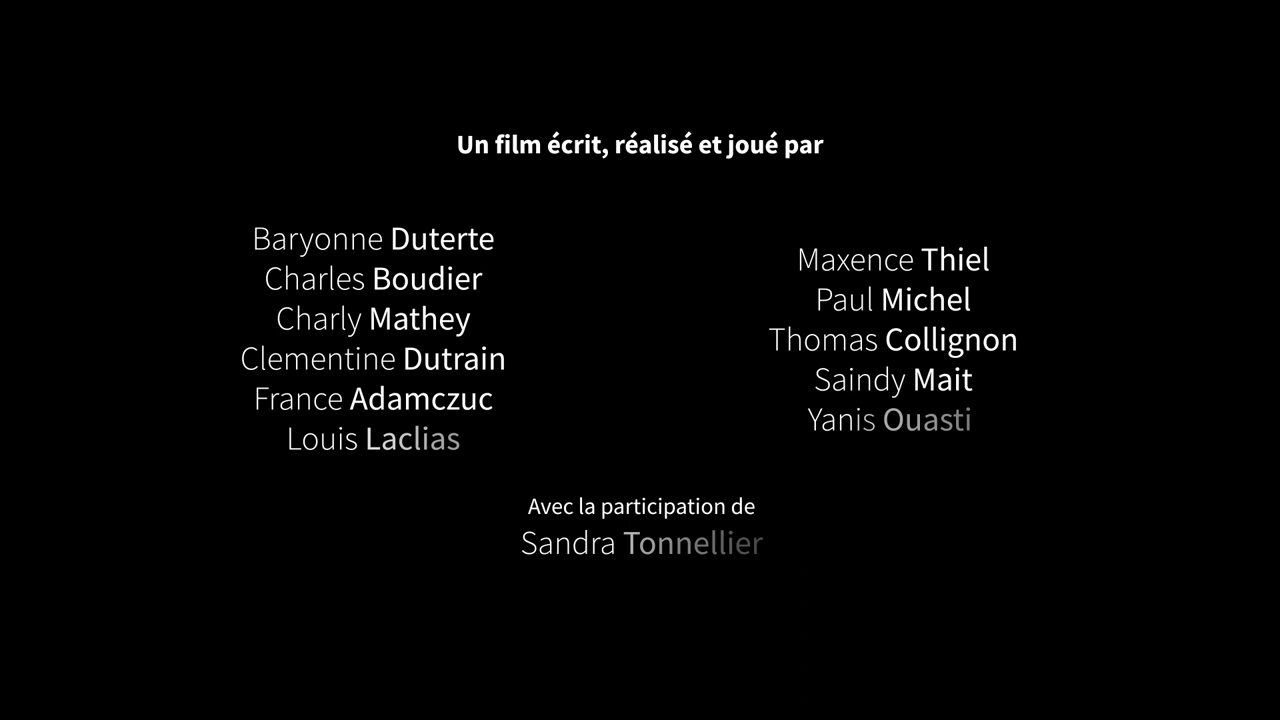 Un film écrit, réalisé et joué par
Baryonne Duterte
Charles Boudier
Charly Mathey
Clementine Dutrain
France Adamczuc
Louis Laclias
Maxence Thiel
Paul Michel
Thomas Collignon
Saindy Mait
Yanis Ouasti
Avec la participation de
Sandra Tonnellier